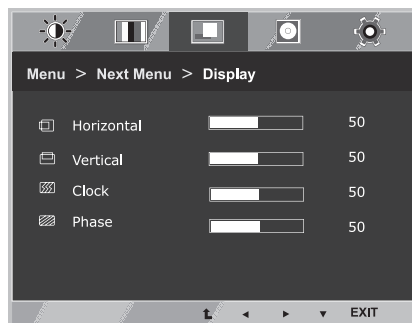 Menu > Next Menu > Display
Horizontal 50
Vertical 50
Clock 50
Phase 50
EXIT